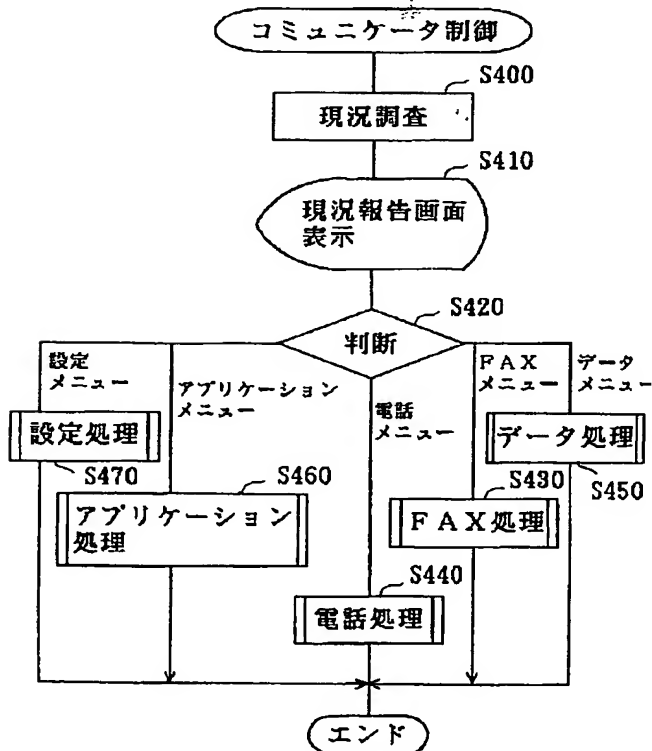 コミュニケータ制御
S400
現況調査
S410
現況報告画面
表示
S420
判断
設定
メニュー
アプリケーション
メニュー
電話
メニュー
FAX
メニュー
データ
メニュー
設定処理
S470
データ処理
S450
S460
アプリケーション
処理
S430
FAX処理
S440
電話処理
エンド